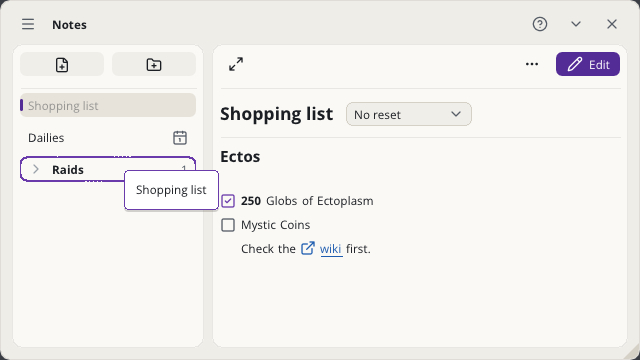 Notes
Edit
Shopping list
Dailies
Raids 1
Shopping list
Shopping list No reset
Ectos
250 Globs of Ectoplasm
Mystic Coins
Check the wiki first.